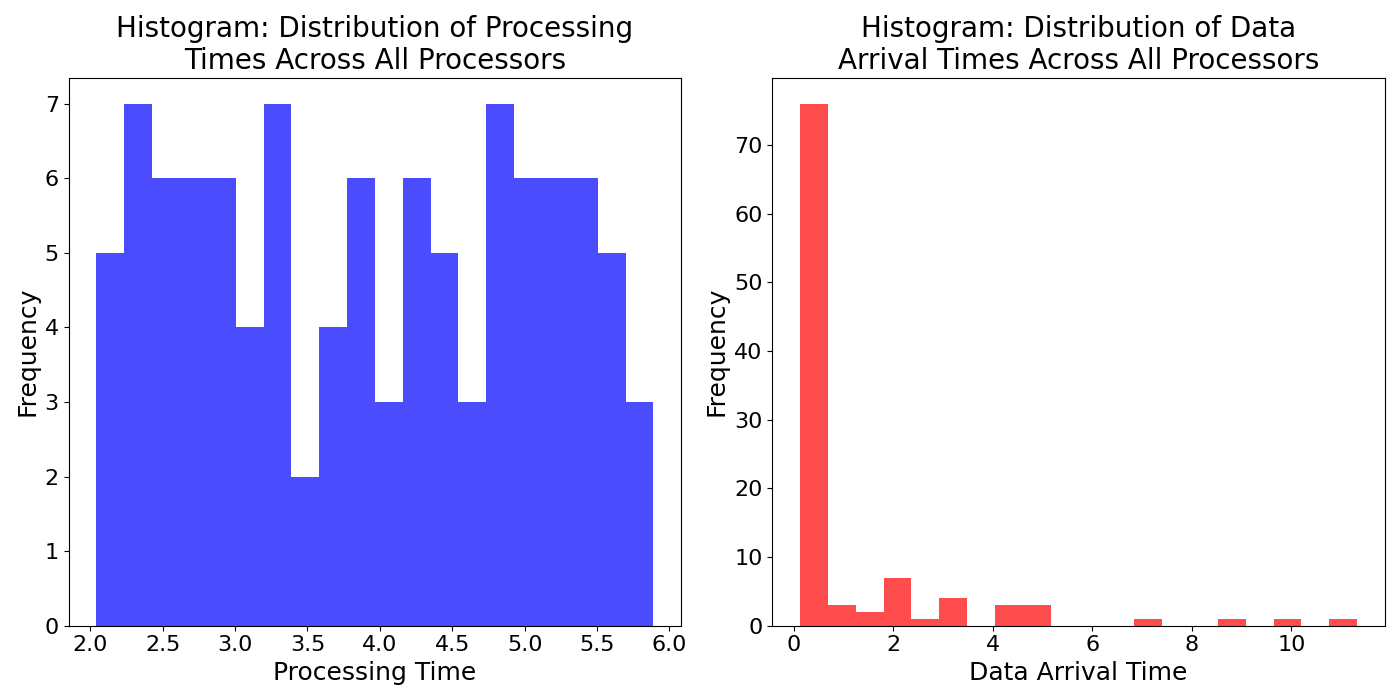 Histogram: Distribution of Processing
Times Across All Processors
7
6
5
4
3
2
1
0
Frequency
2.0 2.5 3.0 3.5 4.0 4.5 5.0 5.5 6.0
Processing Time
Histogram: Distribution of Data
Arrival Times Across All Processors
70
60
50
40
30
20
10
0
Frequency
0 2 4 6 8 10
Data Arrival Time